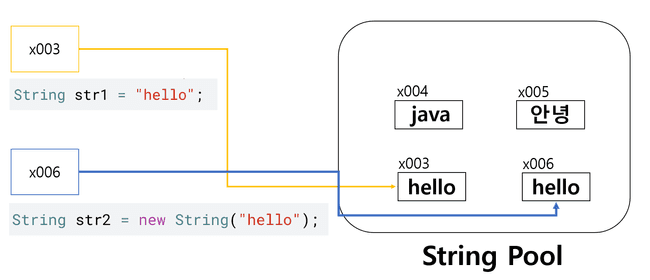 x003
String str1 = "hello";
x006
String str2 = new String("hello");
x004
java
x005
안녕
x003
hello
x006
hello
String Pool